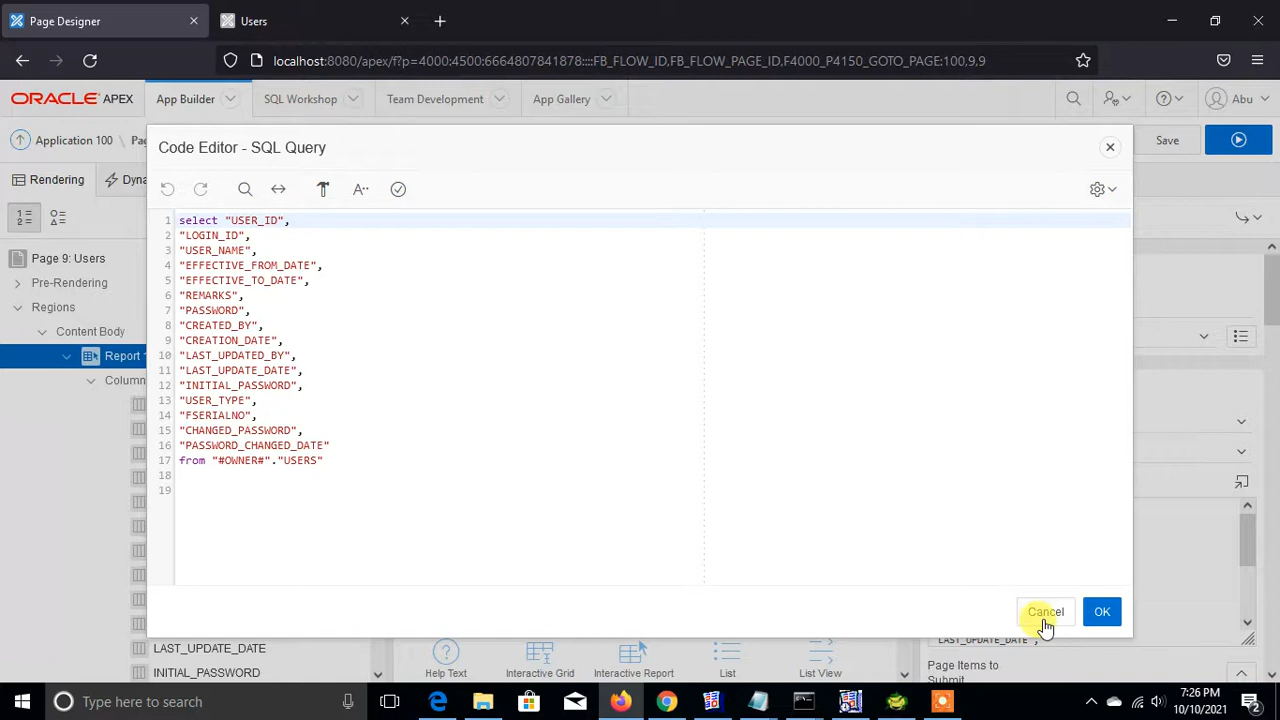 Page Designer
Users
localhost:8080/apex/f?p=4000:4500:6664807841878::::FB_FLOW_ID,FB_FLOW_PAGE_ID,F4000_P4150_GOTO_PAGE:100,9,9
ORACLE APEX
App Builder
SQL Workshop
Team Development
App Gallery
Abu
Application 100
Save
Code Editor - SQL Query
Rendering
A··
1 select "USER_ID",
2 "LOGIN_ID",
3 "USER_NAME",
4 "EFFECTIVE_FROM_DATE",
5 "EFFECTIVE_TO_DATE",
6 "REMARKS",
7 "PASSWORD",
8 "CREATED_BY",
9 "CREATION_DATE",
10 "LAST_UPDATED_BY",
11 "LAST_UPDATE_DATE",
12 "INITIAL_PASSWORD",
13 "USER_TYPE",
14 "FSERIALNO",
15 "CHANGED_PASSWORD",
16 "PASSWORD_CHANGED_DATE"
17 from "#OWNER#"."USERS"
18
19
Page 9: Users
Pre-Rendering
Regions
Content Body
Report 1
Column
Cancel
OK
LAST_UPDATE_DATE
INITIAL_PASSWORD
Help Text
Interactive Grid
Interactive Report
List
List View
LAST_UPDATE_DATE ,
Page Items to
Submit
Type here to search
7:26 PM
10/10/2021
2